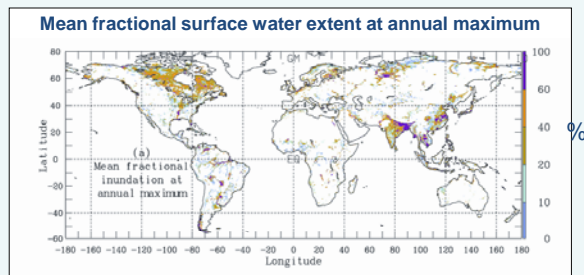 Mean fractional surface water extent at annual maximum
80
60
40
20
0
−20
−40
−60
Latitude
GM
EQ
(a)
Mean fractional
inundation at
annual maximum
−180 −160 −140 −120 −100 −80 −60 −40 −20 0 20 40 60 80 100 120 140 160 180
Longitude
100
60
40
20
10
0
%